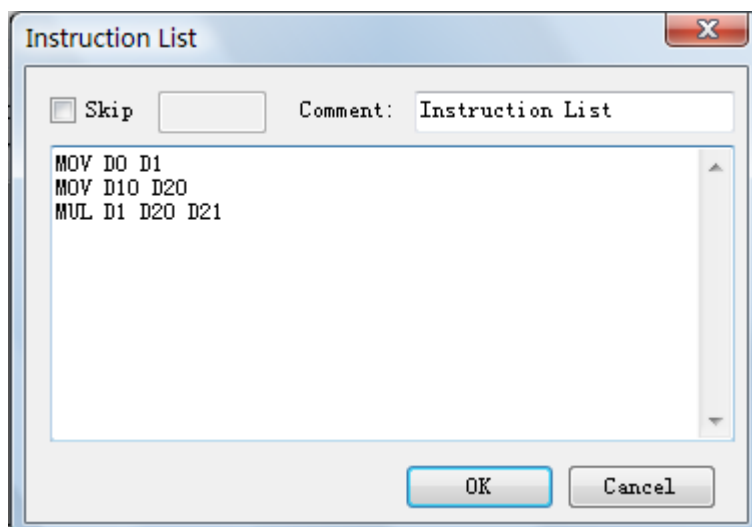 Instruction List
Skip Comment: Instruction List
MOV D0 D1
MOV D10 D20
MUL D1 D20 D21
OK Cancel